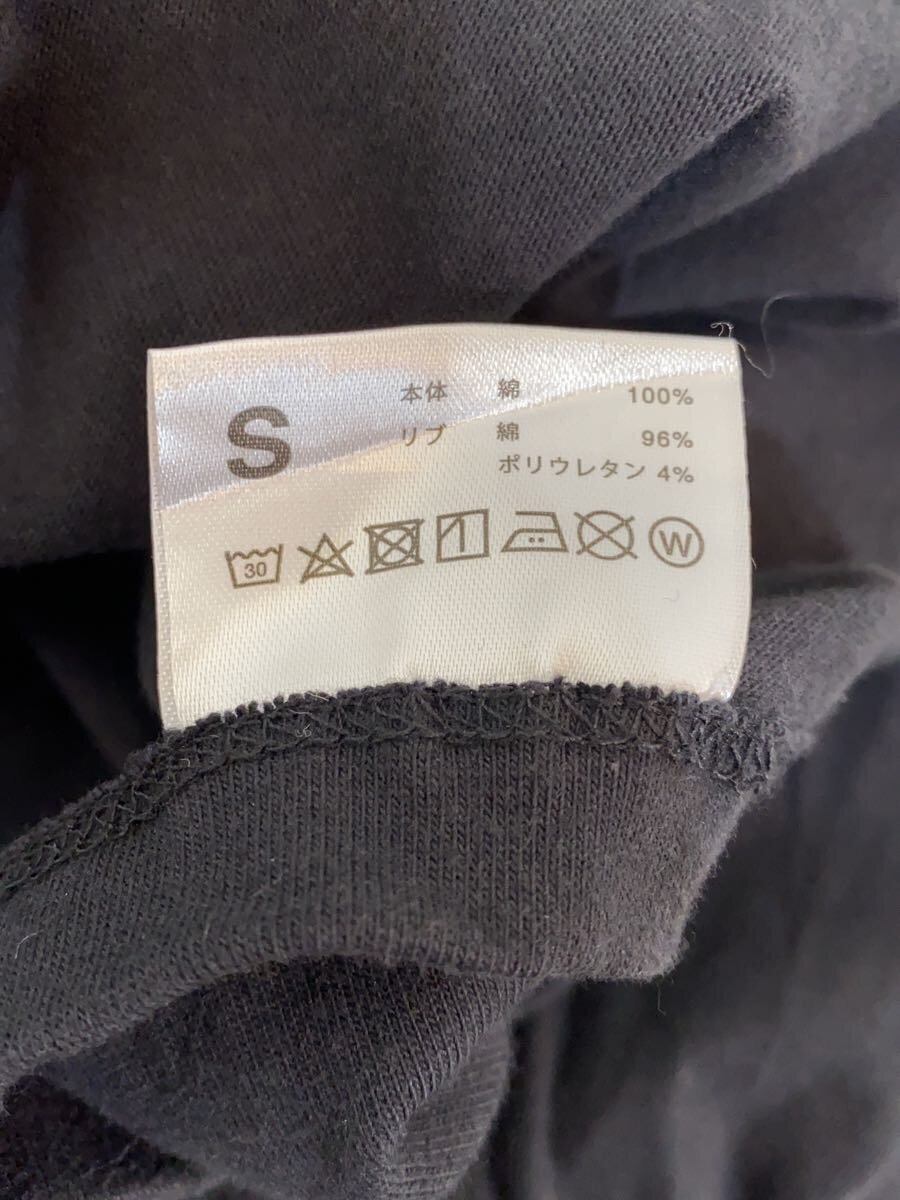 S
本体 綿 100%
リブ 綿 96%
ポリウレタン 4%
30
W